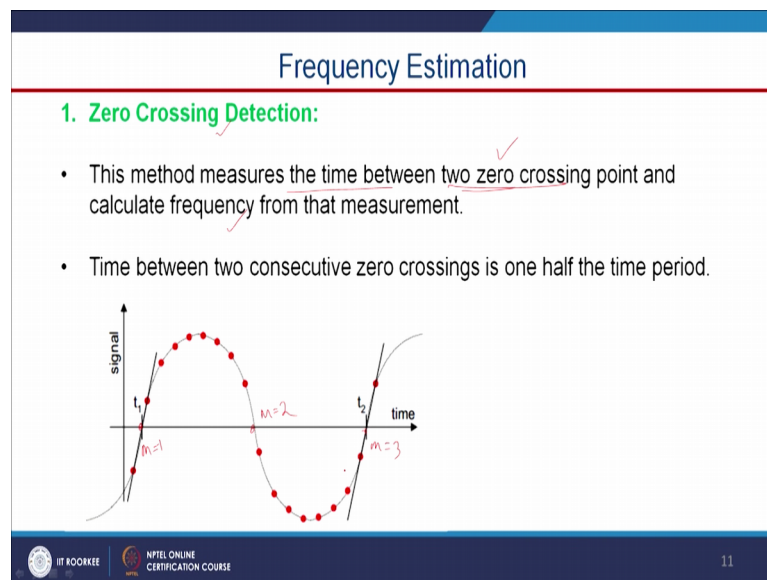 Frequency Estimation
1. Zero Crossing Detection:
• This method measures the time between two zero crossing point and
calculate frequency from that measurement.
• Time between two consecutive zero crossings is one half the time period.
signal
t1
m=1
m=2
t2
time
m=3
IIT ROORKEE
NPTEL ONLINE
CERTIFICATION COURSE
11